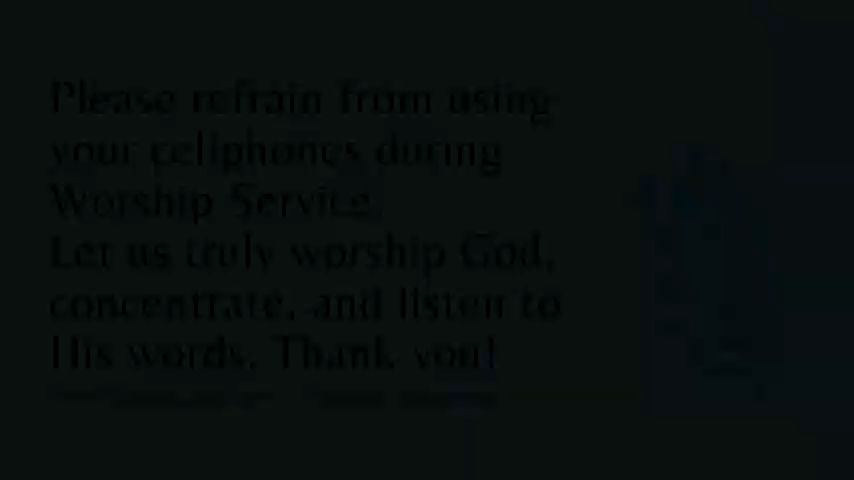 Please refrain from using
your cellphones during
Worship Service.
Let us truly worship God,
concentrate, and listen to
His words. Thank you!